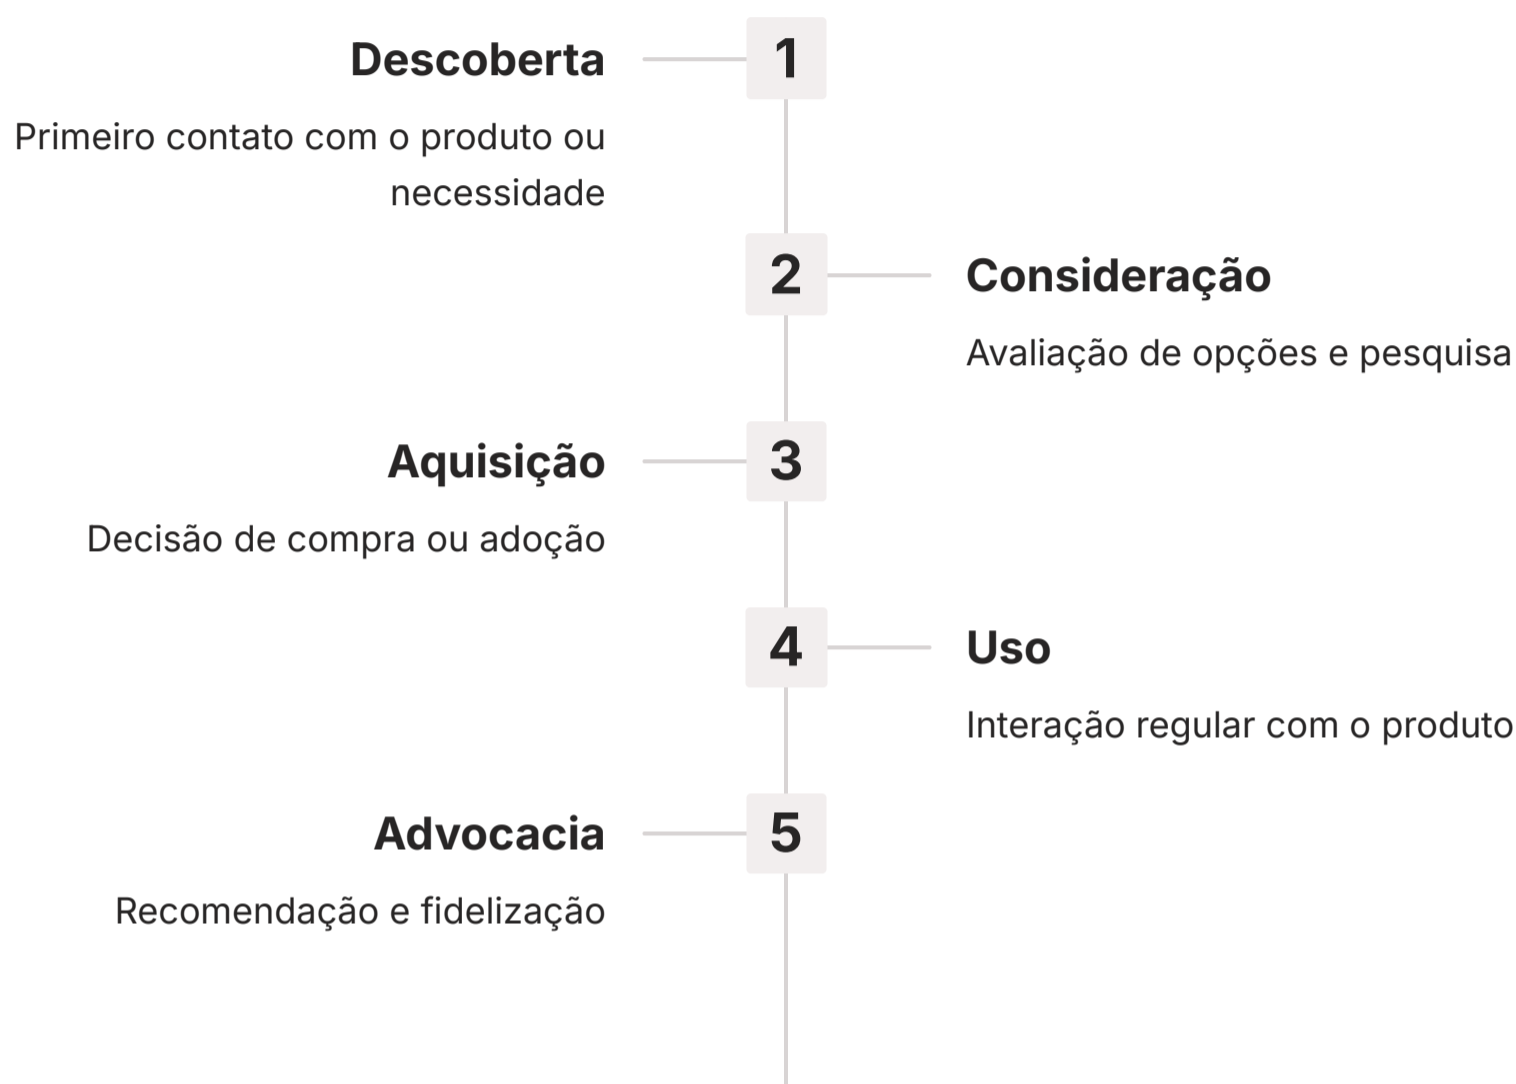 1
Descoberta
Primeiro contato com o produto ou
necessidade
2
Consideração
Avaliação de opções e pesquisa
3
Aquisição
Decisão de compra ou adoção
4
Uso
Interação regular com o produto
5
Advocacia
Recomendação e fidelização